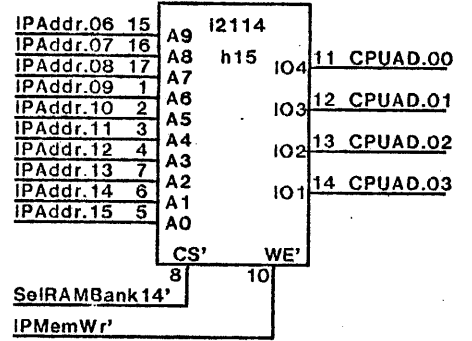 IPAddr.06 15 A9 i2114
IPAddr.07 16 A8 h15 IO4 11 CPUAD.00
IPAddr.08 17 A7
IPAddr.09 1 A6 IO3 12 CPUAD.01
IPAddr.10 2 A5
IPAddr.11 3 A4
IPAddr.12 4 A3 IO2 13 CPUAD.02
IPAddr.13 7 A2
IPAddr.14 6 A1 IO1 14 CPUAD.03
IPAddr.15 5 A0
CS' WE'
8 10
SelRAMBank14'
IPMemWr'